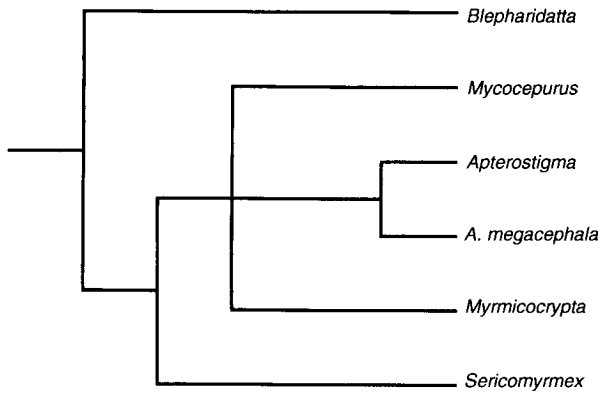 Blepharidatta
Mycocepurus
Apterostigma
A. megacephala
Myrmicocrypta
Sericomyrmex